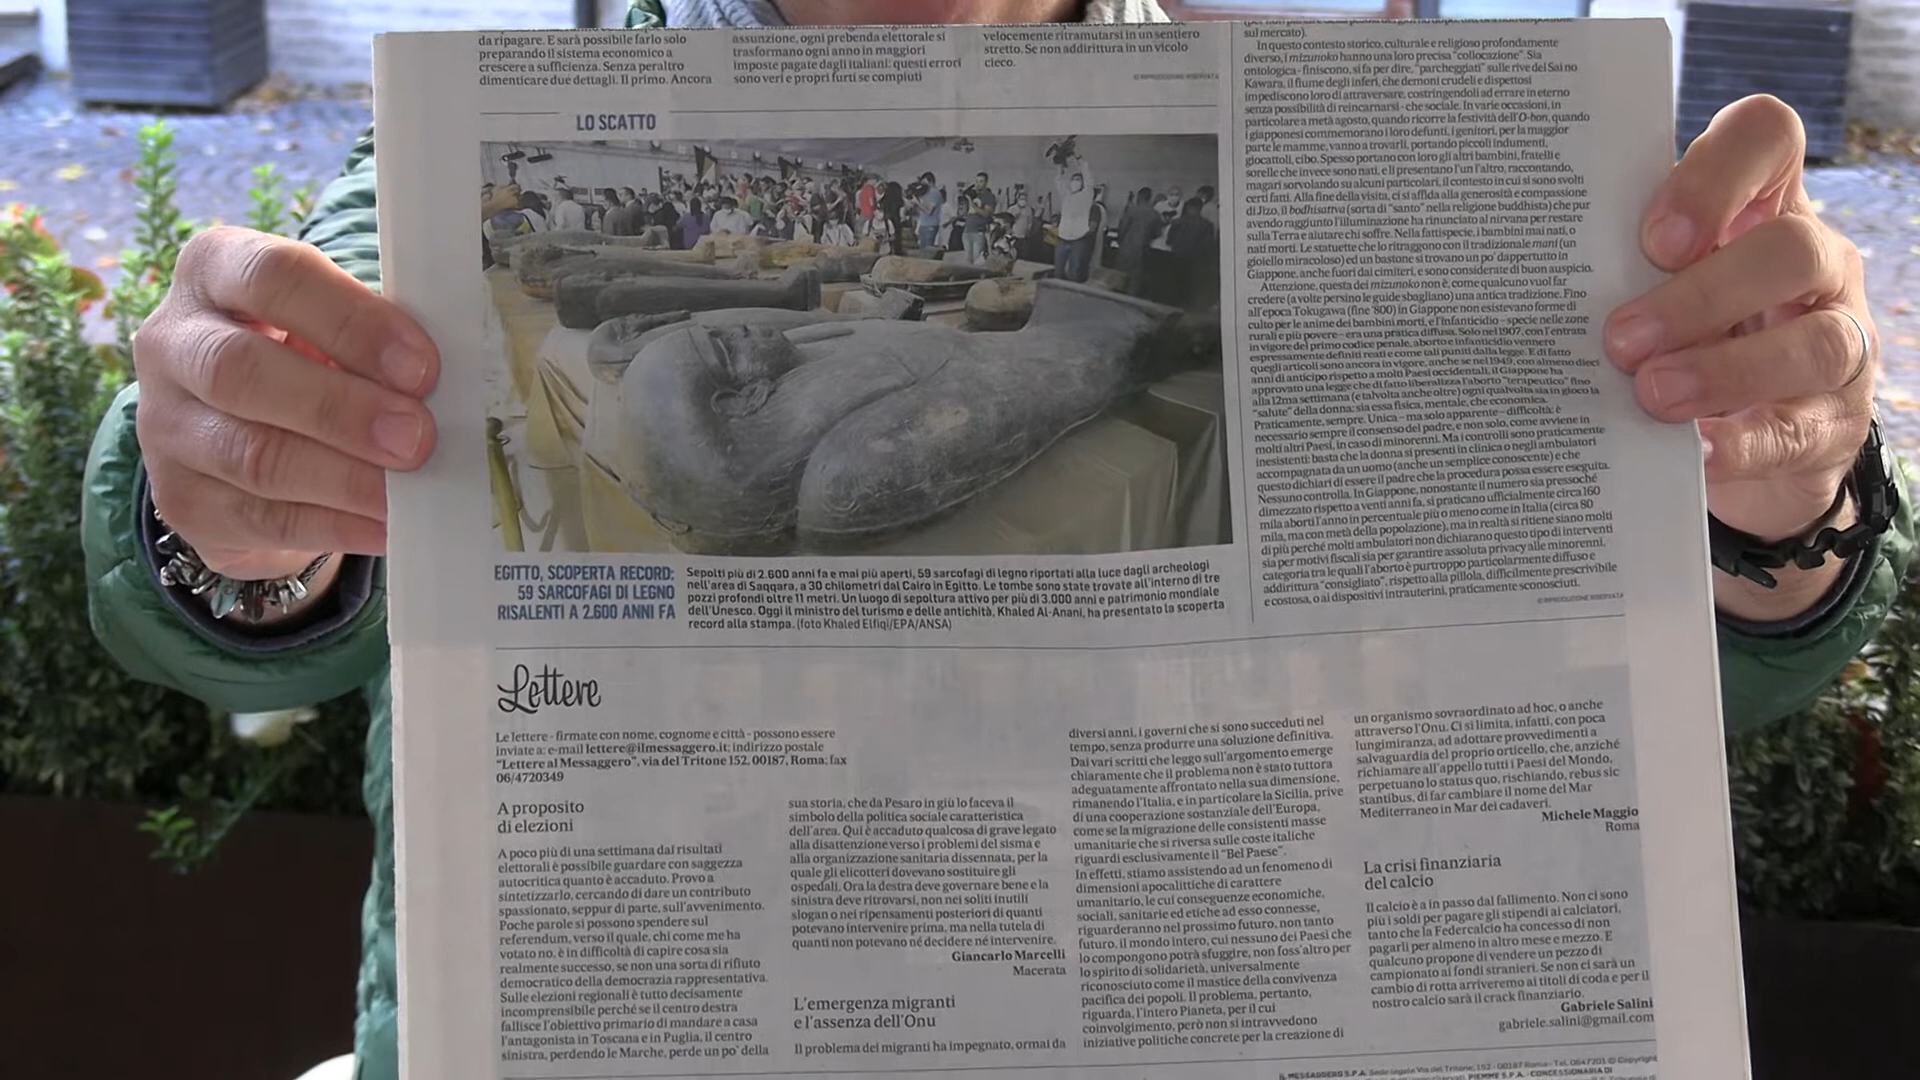 da ripagare. E sarà possibile farlo solo
preparando il sistema economico a
crescere a sufficienza. Senza peraltro
dimenticare due dettagli. Il primo. Ancora
assunzione, ogni prebenda elettorale si
trasformano ogni anno in maggiori
imposte pagate dagli italiani: questi errori
sono veri e propri furti se compiuti
velocemente ritramutarsi in un sentiero
stretto. Se non addirittura in un vicolo
cieco.
© RIPRODUZIONE RISERVATA
LO SCATTO
EGITTO, SCOPERTA RECORD:
59 SARCOFAGI DI LEGNO
RISALENTI A 2.600 ANNI FA
Sepolti più di 2.600 anni fa e mai più aperti, 59 sarcofagi di legno riportati alla luce dagli archeologi
nell'area di Saqqara, a 30 chilometri dal Cairo in Egitto. Le tombe sono state trovate all'interno di tre
pozzi profondi oltre 11 metri. Un luogo di sepoltura attivo per più di 3.000 anni e patrimonio mondiale
dell'Unesco. Oggi il ministro del turismo e delle antichità, Khaled Al-Anani, ha presentato la scoperta
record alla stampa. (foto Khaled Elfiqi/EPA/ANSA)
sul mercato).
In questo contesto storico, culturale e religioso profondamente
diverso, i mizunoko hanno una loro precisa "collocazione". Sia
ontologica - finiscono, si fa per dire, "parcheggiati" sulle rive del Sai no
Kawara, il fiume degli inferi, che demoni crudeli e dispettosi
impediscono loro di attraversare, costringendoli ad errare in eterno
senza possibilità di reincarnarsi - che sociale. In varie occasioni, in
particolare a metà agosto, quando ricorre la festività dell'O-bon, quando
i giapponesi commemorano i loro defunti, i genitori, per la maggior
parte le mamme, vanno a trovarli, portando piccoli indumenti,
giocattoli, cibo. Spesso portano con loro gli altri bambini, fratelli e
sorelle che invece sono nati, e li presentano l'un l'altro, raccontando,
magari sorvolando su alcuni particolari, il contesto in cui si sono svolti
certi fatti. Alla fine della visita, ci si affida alla generosità e compassione
di Jizo, il bodhisatva (sorta di "santo" nella religione buddhista) che pur
avendo raggiunto l'illuminazione ha rinunciato al nirvana per restare
sulla Terra e aiutare chi soffre. Nella fattispecie, i bambini mai nati, o
nati morti. Le statuette che lo ritraggono con il tradizionale mani (un
gioiello miracoloso) ed un bastone si trovano un po' dappertutto in
Giappone, anche fuori dai cimiteri, e sono considerate di buon auspicio.
Attenzione, questa dei mizunoko non è, come qualcuno vuol far
credere (a volte persino le guide sbagliano) una antica tradizione. Fino
all'epoca Tokugawa (fine '800) in Giappone non esistevano forme di
culto per le anime dei bambini morti, e l'infanticidio – specie nelle zone
rurali e più povere – era una pratica diffusa. Solo nel 1907, con l'entrata
in vigore del primo codice penale, aborto e infanticidio vennero
espressamente definiti reati e come tali puniti dalla legge. E di fatto
quegli articoli sono ancora in vigore, anche se nel 1949, con almeno dieci
anni di anticipo rispetto a molti Paesi occidentali, il Giappone ha
approvato una legge che di fatto liberalizza l'aborto "terapeutico" fino
alla 12ma settimana (e talvolta anche oltre) ogni qualvolta sia in gioco la
"salute" della donna: sia essa fisica, mentale, che economica.
Praticamente, sempre. Unica – ma solo apparente – difficoltà: è
necessario sempre il consenso del padre, e non solo, come avviene in
molti altri Paesi, in caso di minorenni. Ma i controlli sono praticamente
inesistenti: basta che la donna si presenti in clinica o negli ambulatori
accompagnata da un uomo (anche un semplice conoscente) e che
questo dichiari di essere il padre che la procedura possa essere eseguita.
Nessuno controlla. In Giappone, nonostante il numero sia pressoché
dimezzato rispetto a venti anni fa, si praticano ufficialmente circa 160
mila aborti l'anno in percentuale più o meno come in Italia (circa 80
mila, ma con metà della popolazione), ma in realtà si ritiene siano molti
di più perché molti ambulatori non dichiarano questo tipo di interventi
sia per motivi fiscali sia per garantire assoluta privacy alle minorenni,
categoria tra le quali l'aborto è purtroppo particolarmente diffuso e
addirittura "consigliato", rispetto alla pillola, difficilmente prescrivibile
e costosa, o ai dispositivi intrauterini, praticamente sconosciuti.
© RIPRODUZIONE RISERVATA
Lettere
Le lettere - firmate con nome, cognome e città - possono essere
inviate a: e-mail lettere@ilmessaggero.it; indirizzo postale
"Lettere al Messaggero", via del Tritone 152, 00187, Roma; fax
06/4720349
A proposito
di elezioni
A poco più di una settimana dai risultati
elettorali è possibile guardare con saggezza
autocritica quanto è accaduto. Provo a
sintetizzarlo, cercando di dare un contributo
spassionato, seppur di parte, sull'avvenimento.
Poche parole si possono spendere sul
referendum, verso il quale, chi come me ha
votato no, è in difficoltà di capire cosa sia
realmente successo, se non una sorta di rifiuto
democratico della democrazia rappresentativa.
Sulle elezioni regionali è tutto decisamente
incomprensibile perché se il centro destra
fallisce l'obiettivo primario di mandare a casa
l'antagonista in Toscana e in Puglia, il centro
sinistra, perdendo le Marche, perde un po' della
sua storia, che da Pesaro in giù lo faceva il
simbolo della politica sociale caratteristica
dell'area. Qui è accaduto qualcosa di grave legato
alla disattenzione verso i problemi del sisma e
alla organizzazione sanitaria dissennata, per la
quale gli elicotteri dovevano sostituire gli
ospedali. Ora la destra deve governare bene e la
sinistra deve ritrovarsi, non nei soliti inutili
slogan o nei ripensamenti posteriori di quanti
potevano intervenire prima, ma nella tutela di
quanti non potevano né decidere né intervenire.
Giancarlo Marcelli
Macerata
L'emergenza migranti
e l'assenza dell'Onu
Il problema dei migranti ha impegnato, ormai da
diversi anni, i governi che si sono succeduti nel
tempo, senza produrre una soluzione definitiva.
Dai vari scritti che leggo sull'argomento emerge
chiaramente che il problema non è stato tuttora
adeguatamente affrontato nella sua dimensione,
rimanendo l'Italia, e in particolare la Sicilia, prive
di una cooperazione sostanziale dell'Europa,
come se la migrazione delle consistenti masse
umanitarie che si riversa sulle coste italiche
riguardi esclusivamente il "Bel Paese".
In effetti, stiamo assistendo ad un fenomeno di
dimensioni apocalittiche di carattere
umanitario, le cui conseguenze economiche,
sociali, sanitarie ed etiche ad esso connesse,
riguarderanno nel prossimo futuro, non tanto
futuro, il mondo intero, cui nessuno dei Paesi che
lo compongono potrà sfuggire, non foss'altro per
lo spirito di solidarietà, universalmente
riconosciuto come il mastice della convivenza
pacifica dei popoli. Il problema, pertanto,
riguarda, l'intero Pianeta, per il cui
coinvolgimento, però non si intravvedono
iniziative politiche concrete per la creazione di
un organismo sovraordinato ad hoc, o anche
attraverso l'Onu. Ci si limita, infatti, con poca
lungimiranza, ad adottare provvedimenti a
salvaguardia del proprio orticello, che, anziché
richiamare all'appello tutti i Paesi del Mondo,
perpetuano lo status quo, rischiando, rebus sic
stantibus, di far cambiare il nome del Mar
Mediterraneo in Mar dei cadaveri.
Michele Maggio
Roma
La crisi finanziaria
del calcio
Il calcio è a in passo dal fallimento. Non ci sono
più i soldi per pagare gli stipendi ai calciatori,
tanto che la Federcalcio ha concesso di non
pagarli per almeno in altro mese e mezzo. E
qualcuno propone di vendere un pezzo di
campionato ai fondi stranieri. Se non ci sarà un
cambio di rotta arriveremo ai titoli di coda e per il
nostro calcio sarà il crack finanziario.
Gabriele Salini
gabriele.salini@gmail.com
IL MESSAGGERO S.P.A. Sede legale Via del Tritone, 152 - 00187 Roma - Tel. 0647201 © Copyright
PIEMME S.P.A. - CONCESSIONARIA DI